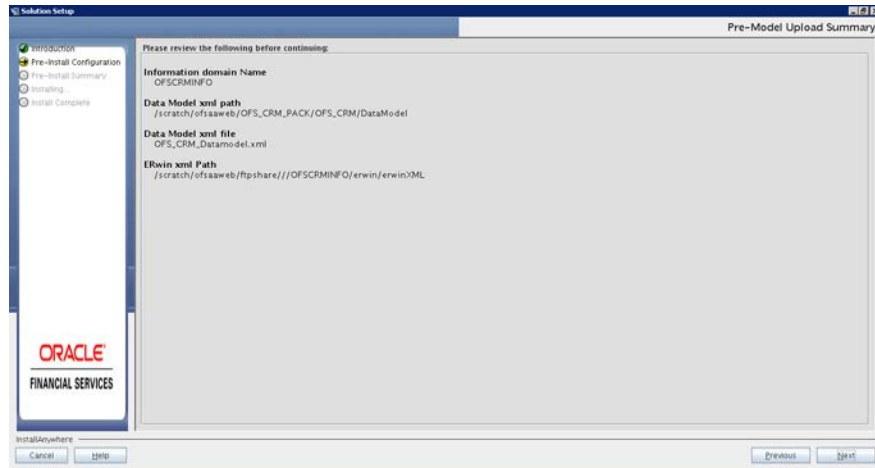 Solution Setup
Pre-Model Upload Summary
Introduction
Pre-Install Configuration
Pre-Install Summary
Installing...
Install Complete
Please review the following before continuing:
Information domain Name
OFSCRMINFO
Data Model xml path
/scratch/ofsaaweb/OFS_CRM_PACK/OFS_CRM/DataModel
Data Model xml file
OFS_CRM_Datamodel.xml
ERwin xml Path
/scratch/ofsaaweb/ftpshare///OFSCRMINFO/erwin/erwinXML
ORACLE
FINANCIAL SERVICES
InstallAnywhere
Cancel
Help
Previous
Next